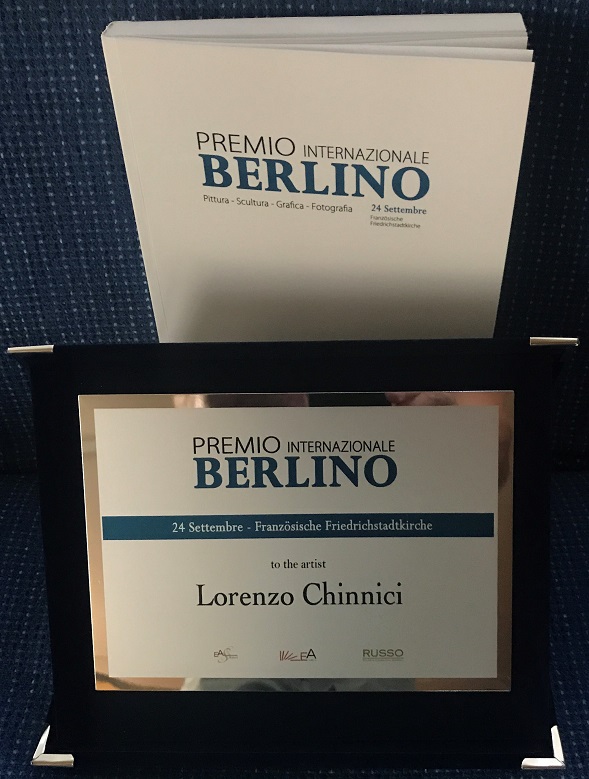 PREMIO INTERNAZIONALE
BERLINO
Pittura - Scultura - Grafica - Fotografia
24 Settembre
Französische
Friedrichstadtkirche
PREMIO INTERNAZIONALE
BERLINO
24 Settembre - Französische Friedrichstadtkirche
to the artist
Lorenzo Chinnici
EA
RUSSO